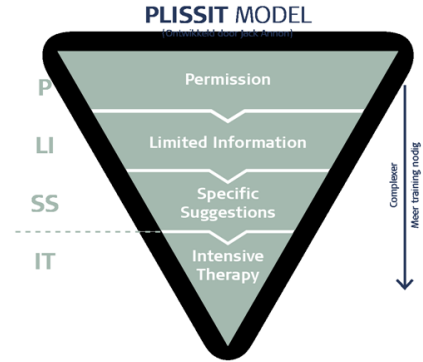 PLISSIT MODEL
(Ontwikkeld door Jack Annon)
P
Permission
LI
Limited Information
SS
Specific
Suggestions
IT
Intensive
Therapy
Complexer
Meer training nodig